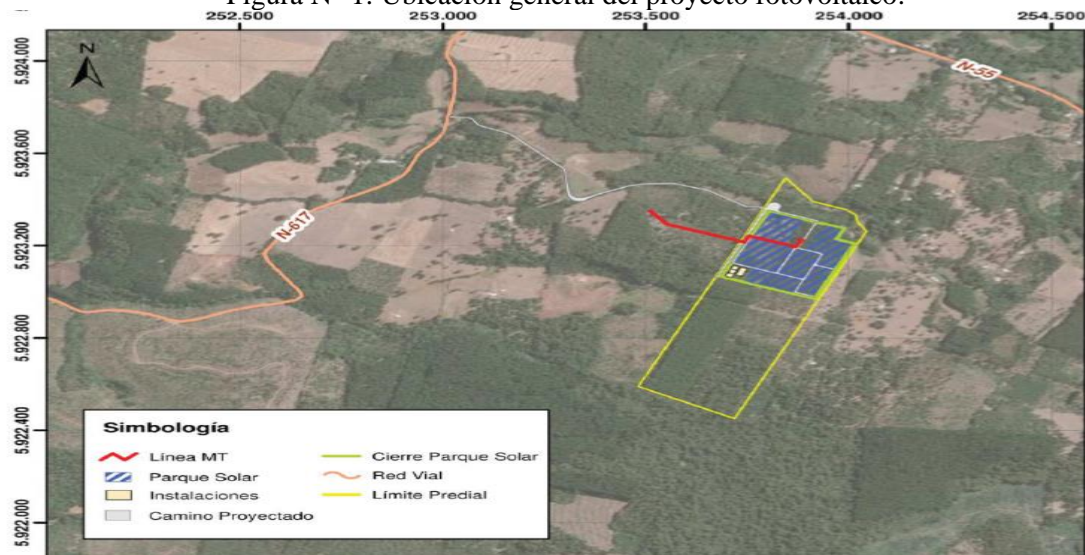 Figura N° 1: Ubicación general del proyecto fotovoltaico.
252.500 253.000 253.500 254.000 254.500
5.924.000
N
N-55
5.923.600
N-617
5.923.200
5.922.800
5.922.400
5.922.000
Simbología
Línea MT
Parque Solar
Instalaciones
Camino Proyectado
Cierre Parque Solar
Red Vial
Límite Predial